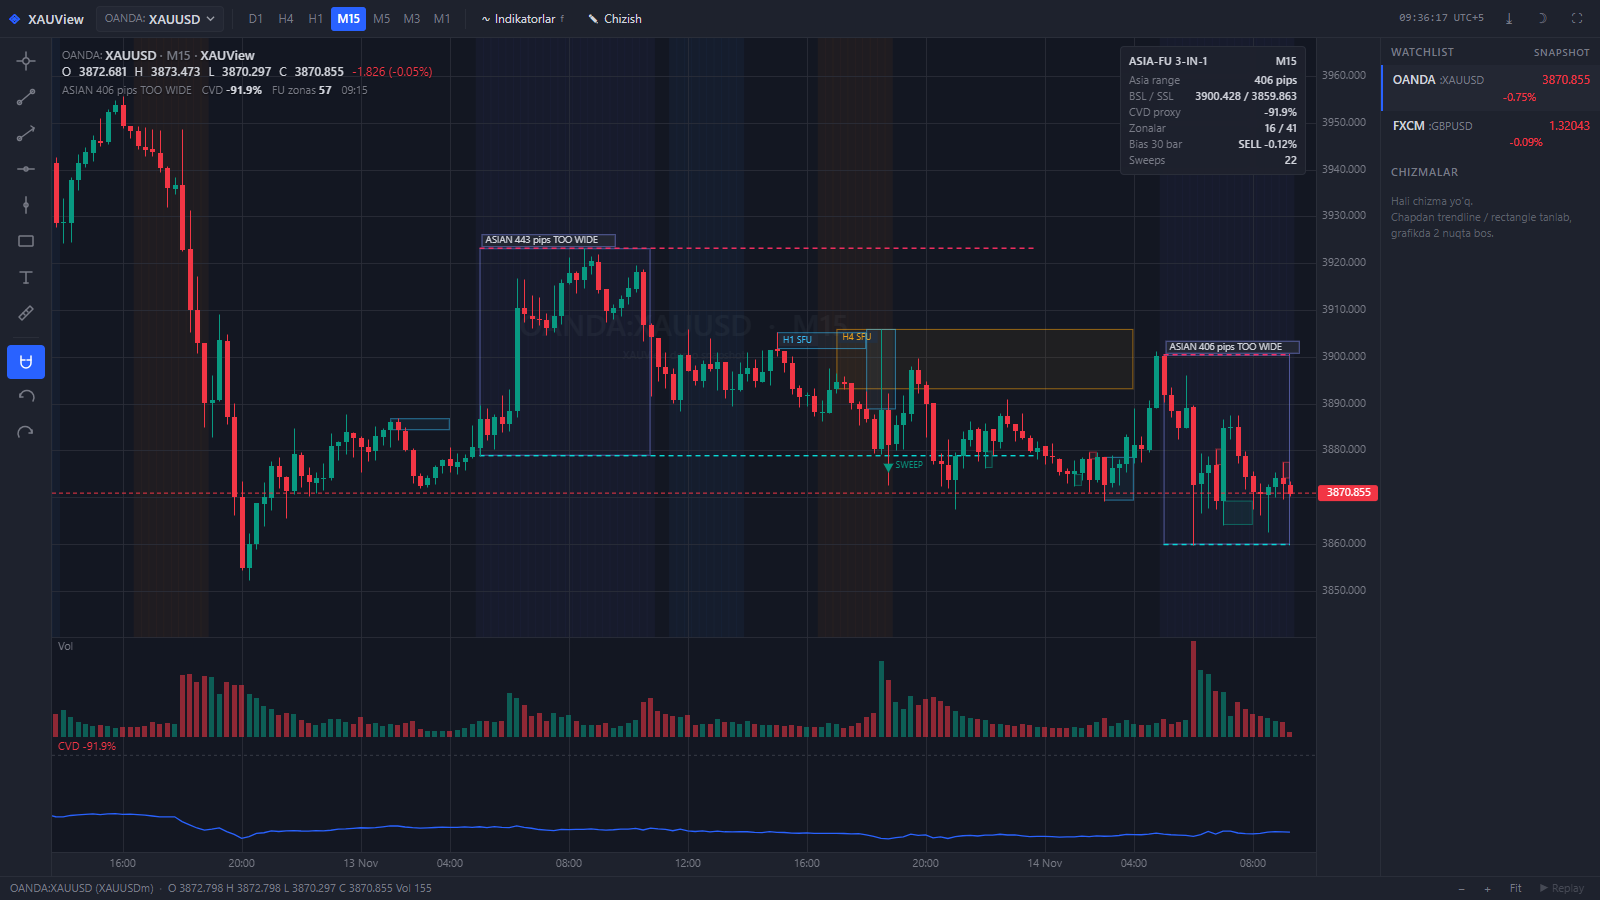 XAUView
OANDA: XAUUSD
D1 H4 H1 M15 M5 M3 M1
Indikatorlar f
Chizish
09:36:17 UTC+5
OANDA: XAUUSD · M15 · XAUView
O 3872.681 H 3873.473 L 3870.297 C 3870.855 -1.826 (-0.05%)
ASIAN 406 pips TOO WIDE CVD -91.9% FU zonas 57 09:15
ASIA-FU 3-IN-1 M15
Asia range 406 pips
BSL / SSL 3900.428 / 3859.863
CVD proxy -91.9%
Zonalar 16 / 41
Bias 30 bar SELL -0.12%
Sweeps 22
3960.000
3950.000
3940.000
3930.000
3920.000
3910.000
3900.000
3890.000
3880.000
3870.855
3860.000
3850.000
WATCHLIST SNAPSHOT
OANDA :XAUUSD 3870.855
-0.75%
FXCM :GBPUSD 1.32043
-0.09%
CHIZMALAR
Hali chizma yo'q.
Chapdan trendline / rectangle tanlab,
grafikda 2 nuqta bos.
ASIAN 443 pips TOO WIDE
OANDA:XAUUSD · M15
H1 SFU
H4 SFU
ASIAN 406 pips TOO WIDE
SWEEP
Vol
CVD -91.9%
16:00 20:00 13 Nov 04:00 08:00 12:00 16:00 20:00 14 Nov 04:00 08:00
OANDA:XAUUSD (XAUUSDm) · O 3872.798 H 3872.798 L 3870.297 C 3870.855 Vol 155
− + Fit Replay